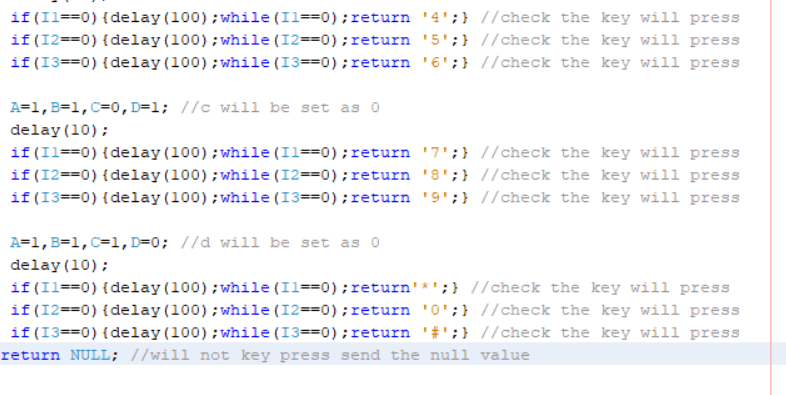 if(I1==0){delay(100);while(I1==0);return '4';} //check the key will press
if(I2==0){delay(100);while(I2==0);return '5';} //check the key will press
if(I3==0){delay(100);while(I3==0);return '6';} //check the key will press
A=1,B=1,C=0,D=1; //c will be set as 0
delay(10);
if(I1==0){delay(100);while(I1==0);return '7';} //check the key will press
if(I2==0){delay(100);while(I2==0);return '8';} //check the key will press
if(I3==0){delay(100);while(I3==0);return '9';} //check the key will press
A=1,B=1,C=1,D=0; //d will be set as 0
delay(10);
if(I1==0){delay(100);while(I1==0);return'*';} //check the key will press
if(I2==0){delay(100);while(I2==0);return '0';} //check the key will press
if(I3==0){delay(100);while(I3==0);return '#';} //check the key will press
return NULL; //will not key press send the null value